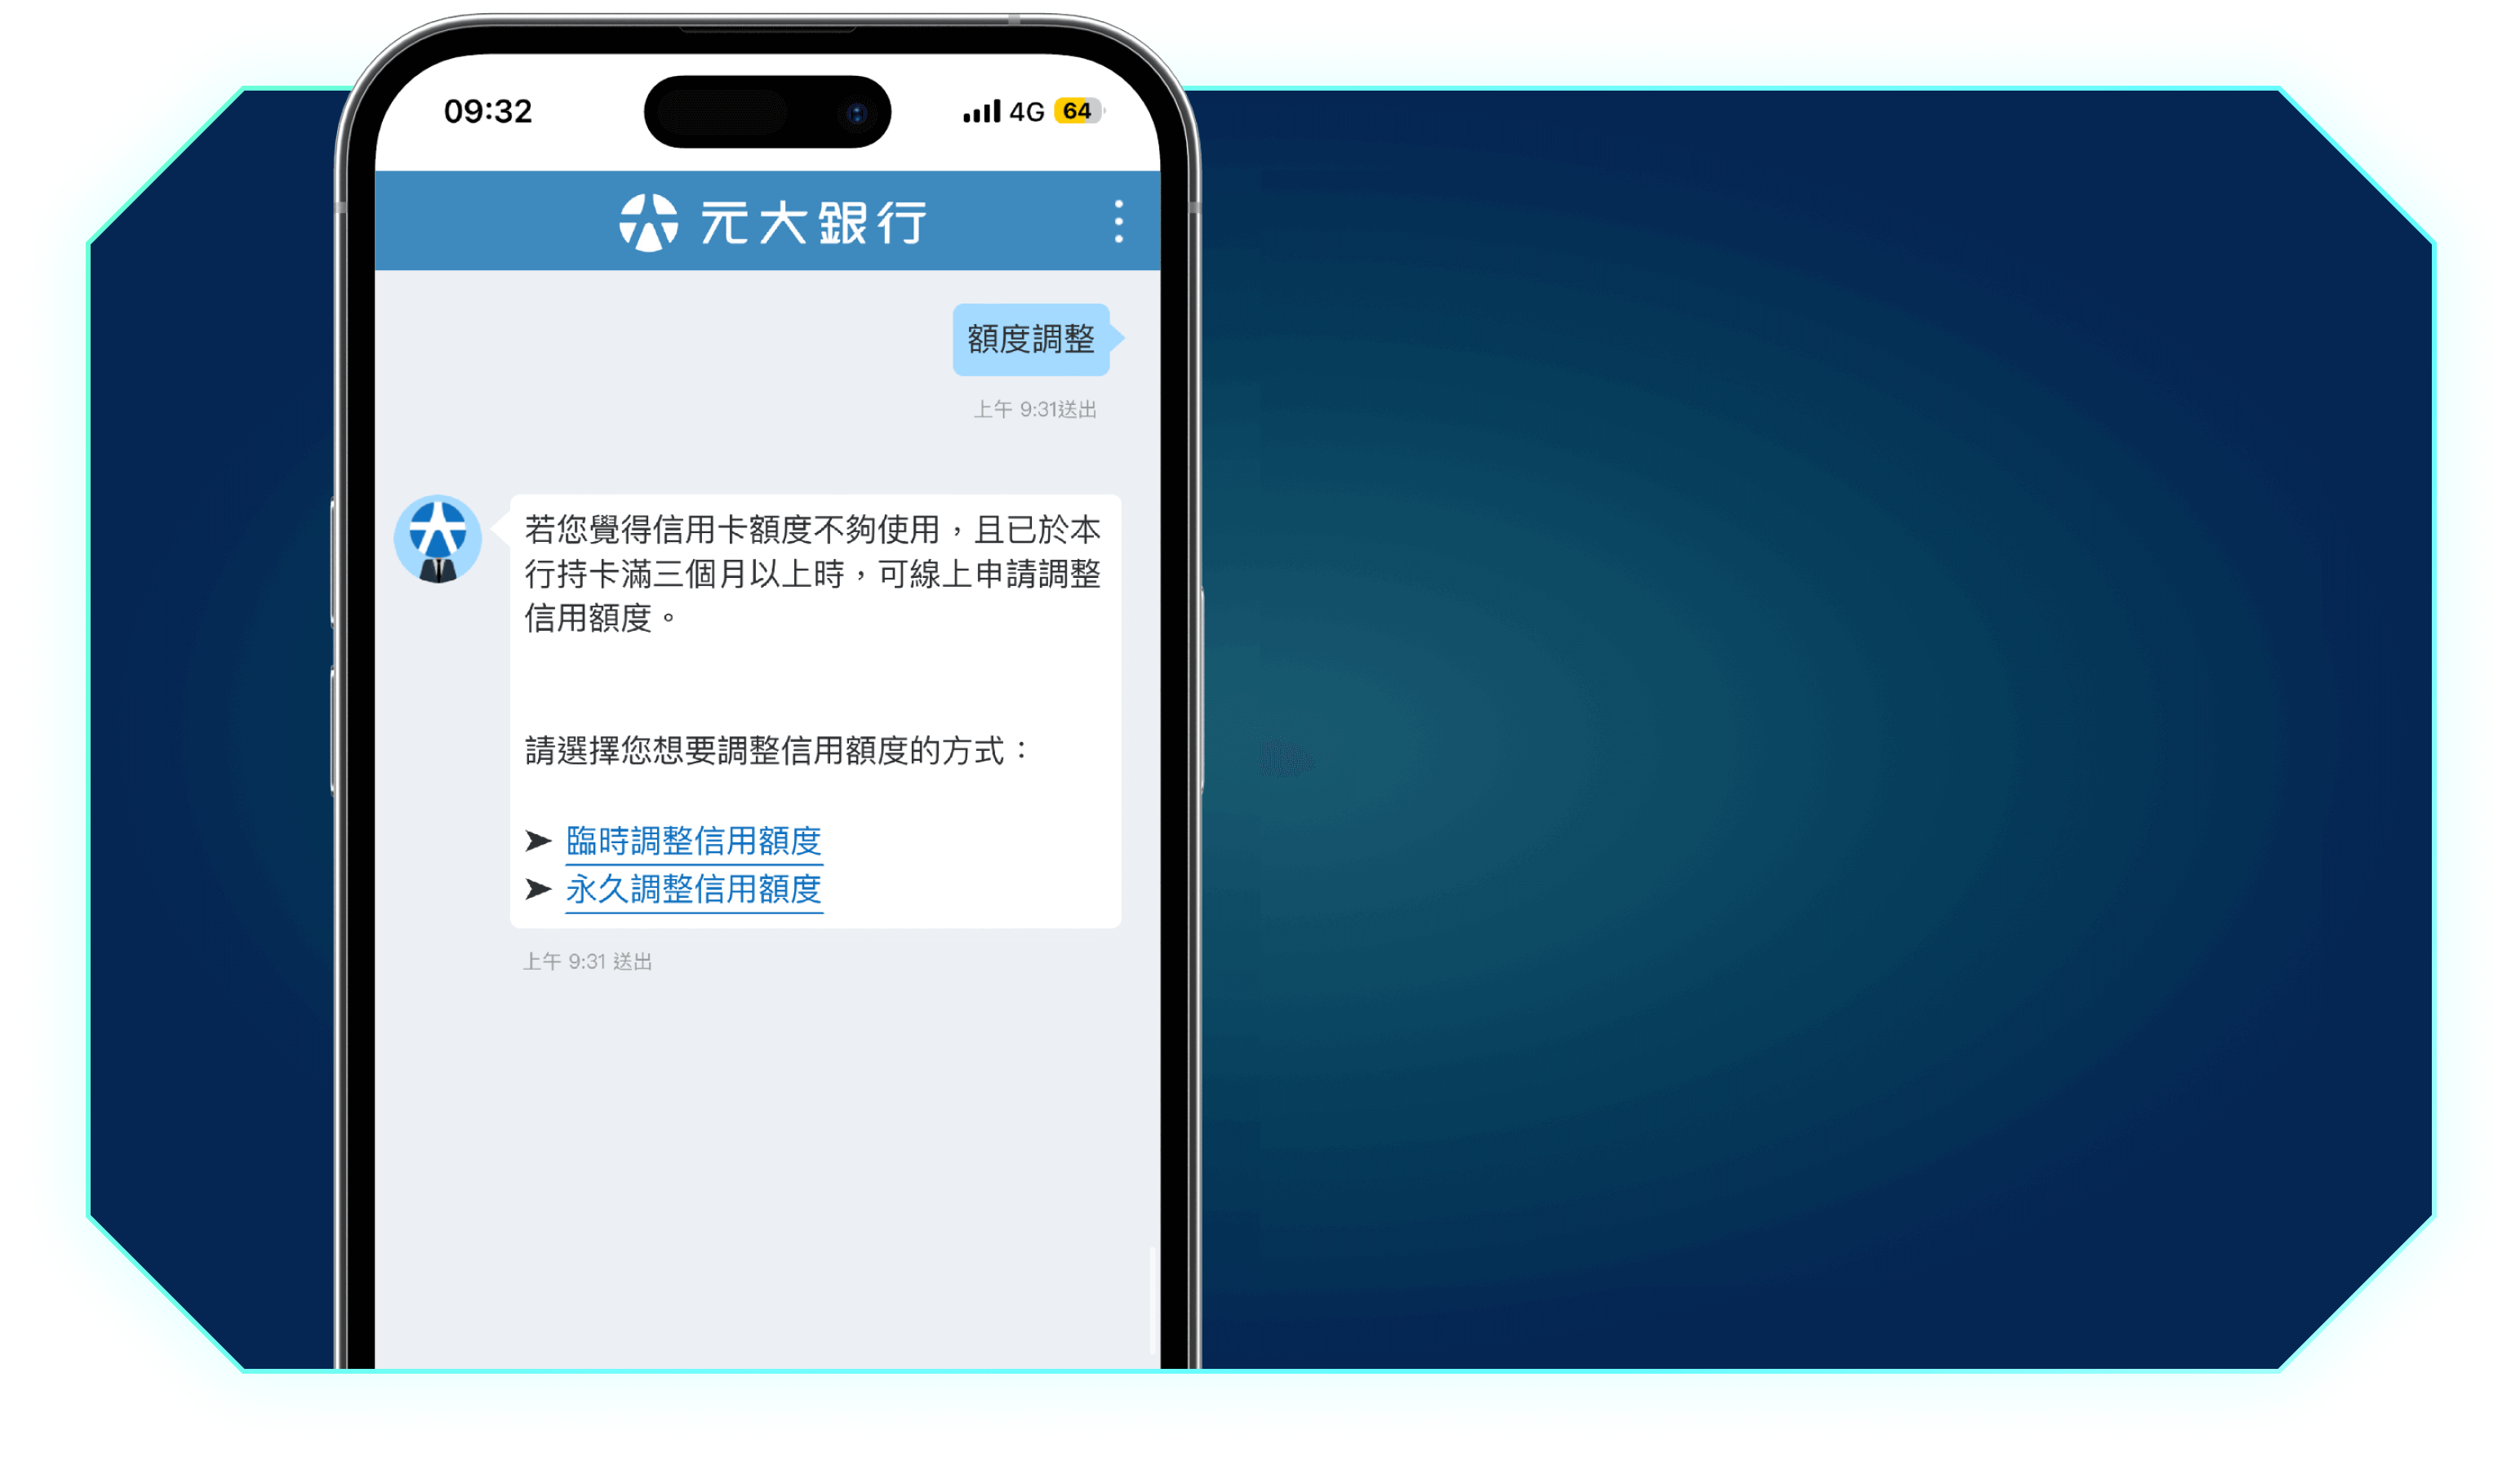 09:32
4G 64
元大銀行
額度調整
上午 9:31送出
若您覺得信用卡額度不夠使用，且已於本
行持卡滿三個月以上時，可線上申請調整
信用額度。
請選擇您想要調整信用額度的方式：
➤ 臨時調整信用額度
➤ 永久調整信用額度
上午 9:31 送出